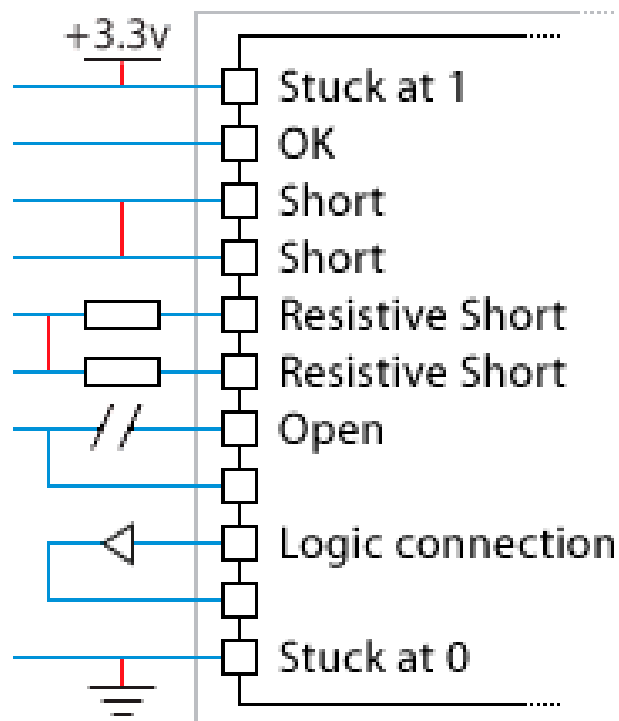 +3.3v
Stuck at 1
OK
Short
Short
Resistive Short
Resistive Short
Open
Logic connection
Stuck at 0